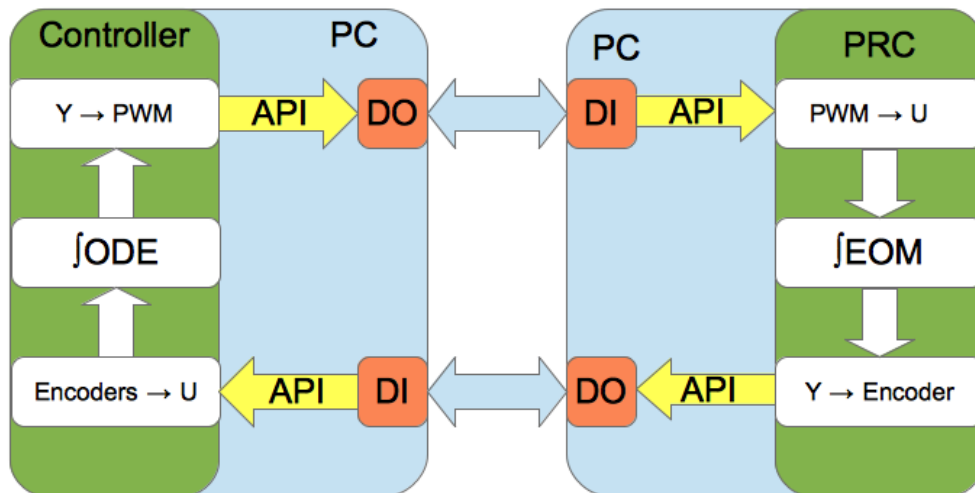 Controller
PC
PC
PRC
Y → PWM
API
DO
DI
API
PWM → U
∫ODE
∫EOM
Encoders → U
API
DI
DO
API
Y → Encoder